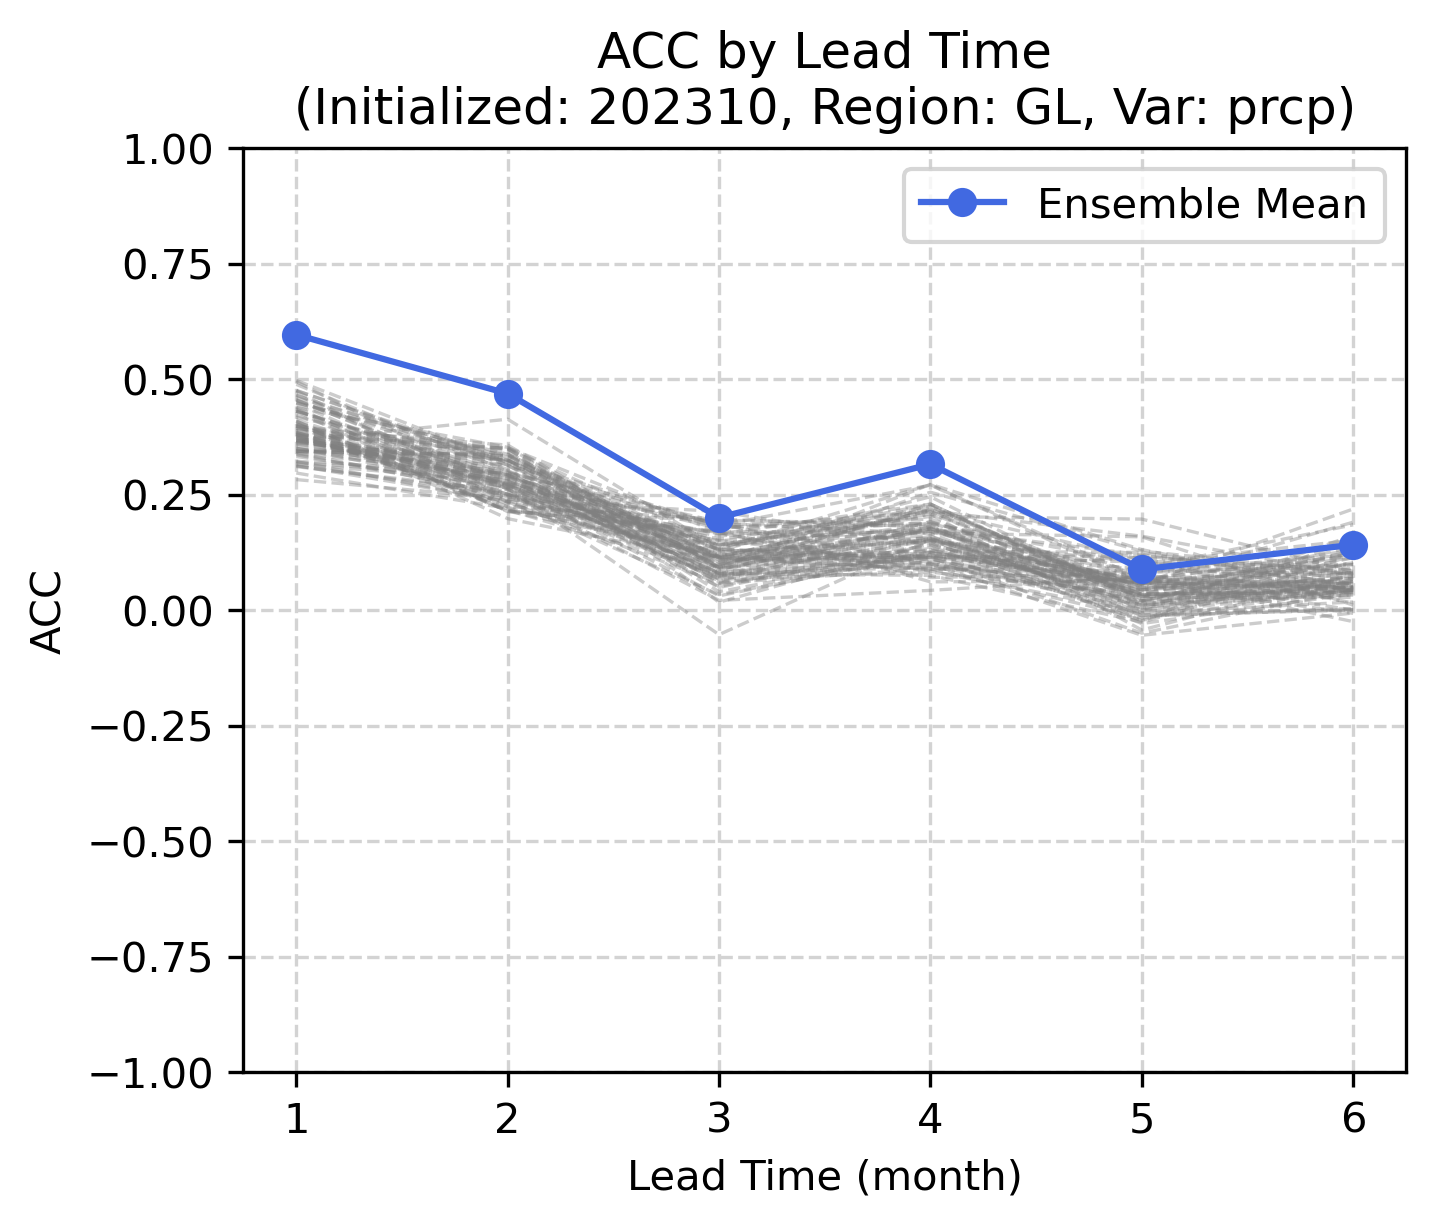 ACC by Lead Time
(Initialized: 202310, Region: GL, Var: prcp)
Ensemble Mean
ACC
1.00
0.75
0.50
0.25
0.00
−0.25
−0.50
−0.75
−1.00
1 2 3 4 5 6
Lead Time (month)